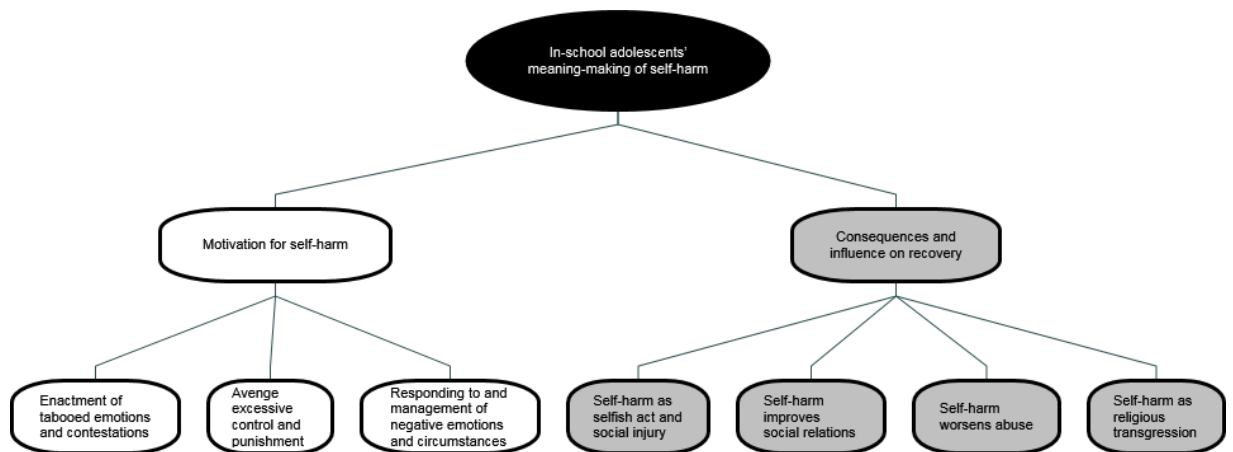 In-school adolescents'
meaning-making of self-harm
Motivation for self-harm
Consequences and
influence on recovery
Enactment of
tabooed emotions
and contestations
Avenge
excessive
control and
punishment
Responding to and
management of
negative emotions
and circumstances
Self-harm as
selfish act and
social injury
Self-harm
improves
social relations
Self-harm
worsens abuse
Self-harm as
religious
transgression